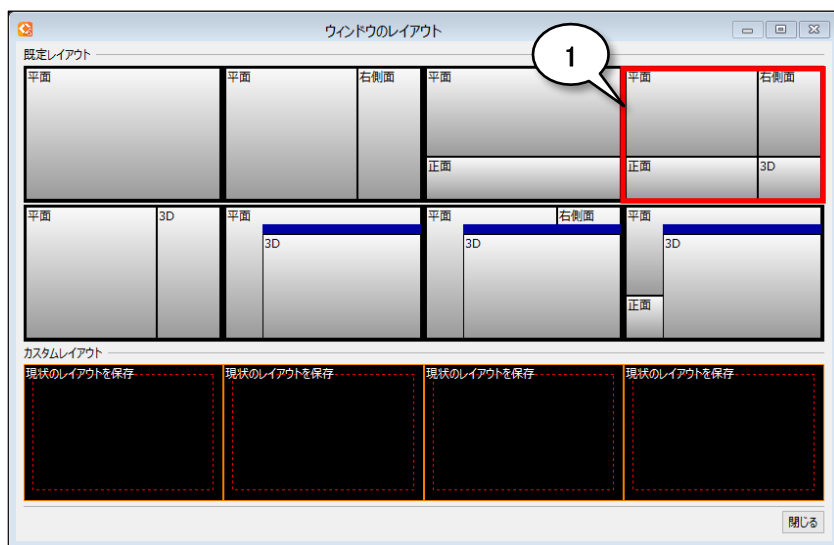 ウィンドウのレイアウト
既定レイアウト
1
平面
平面 右側面
平面
正面
平面 右側面
正面 3D
平面 3D
平面
3D
平面 右側面
3D
平面
3D
正面
カスタムレイアウト
現状のレイアウトを保存 現状のレイアウトを保存 現状のレイアウトを保存 現状のレイアウトを保存
閉じる